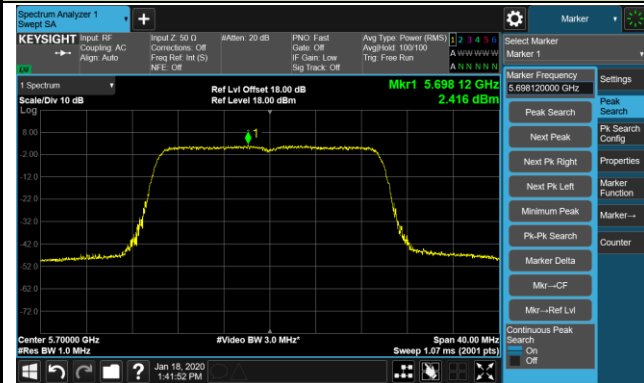 Spectrum Analyzer 1
Swept SA
+
Marker
KEYSIGHT
Input: RF
Coupling: AC
Align: Auto
Input Z: 50 Ω
Corrections: Off
Freq Ref: Int (S)
NFE: Off
#Atten: 20 dB
PNO: Fast
Gate: Off
IF Gain: Low
Sig Track: Off
Avg Type: Power (RMS)
Avg|Hold: 100/100
Trig: Free Run
1 2 3 4 5 6
A W W W W W
A N N N N N
Select Marker
Marker 1
1 Spectrum
Scale/Div 10 dB
Log
Ref Lvl Offset 18.00 dB
Ref Level 18.00 dBm
Mkr1 5.698 12 GHz
2.416 dBm
8.00
-2.00
-12.0
-22.0
-32.0
-42.0
-52.0
-62.0
-72.0
1
Center 5.70000 GHz
#Res BW 1.0 MHz
#Video BW 3.0 MHz*
Span 40.00 MHz
Sweep 1.07 ms (2001 pts)
Marker Frequency
5.698120000 GHz
Peak Search
Next Peak
Next Pk Right
Next Pk Left
Minimum Peak
Pk-Pk Search
Marker Delta
Mkr→CF
Mkr→Ref Lvl
Continuous Peak
Search
On
Off
Settings
Peak
Search
Pk Search
Config
Properties
Marker
Function
Marker→
Counter
?
Jan 18, 2020
1:41:52 PM